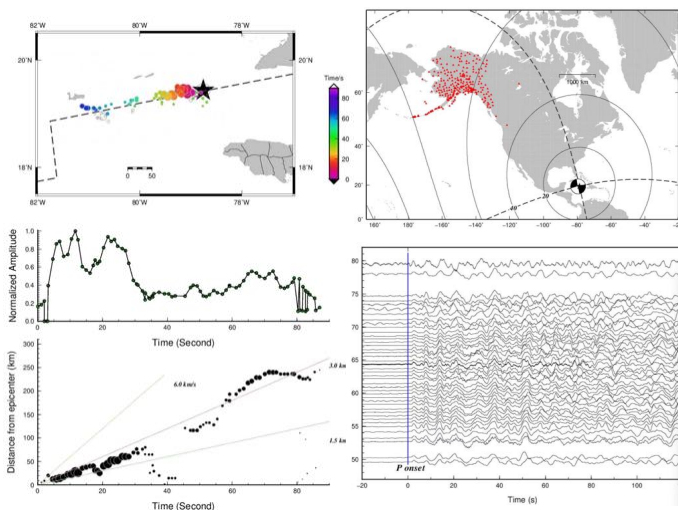 82˚W 80˚W 78˚W
20˚N 20˚N
18˚N 18˚N
82˚W 80˚W 78˚W
0 50
Time/s
80
60
40
20
0
1000 km
60˚
40˚
20˚
0˚
40
20
160˚ −140˚ −120˚ −100˚ −80˚ −60˚ −40˚
Normalized Amplitude
1.0
0.8
0.6
0.4
0.2
0.0
0 20 40 60 80
Time (Second)
Distance from epicenter (km)
300
250
200
150
100
50
0
6.0 km/s
3.0 km
1.5 km
0 20 40 60 80
Time (Second)
80
75
70
65
60
55
50
P onset
−20 0 20 40 60 80 100
Time (s)